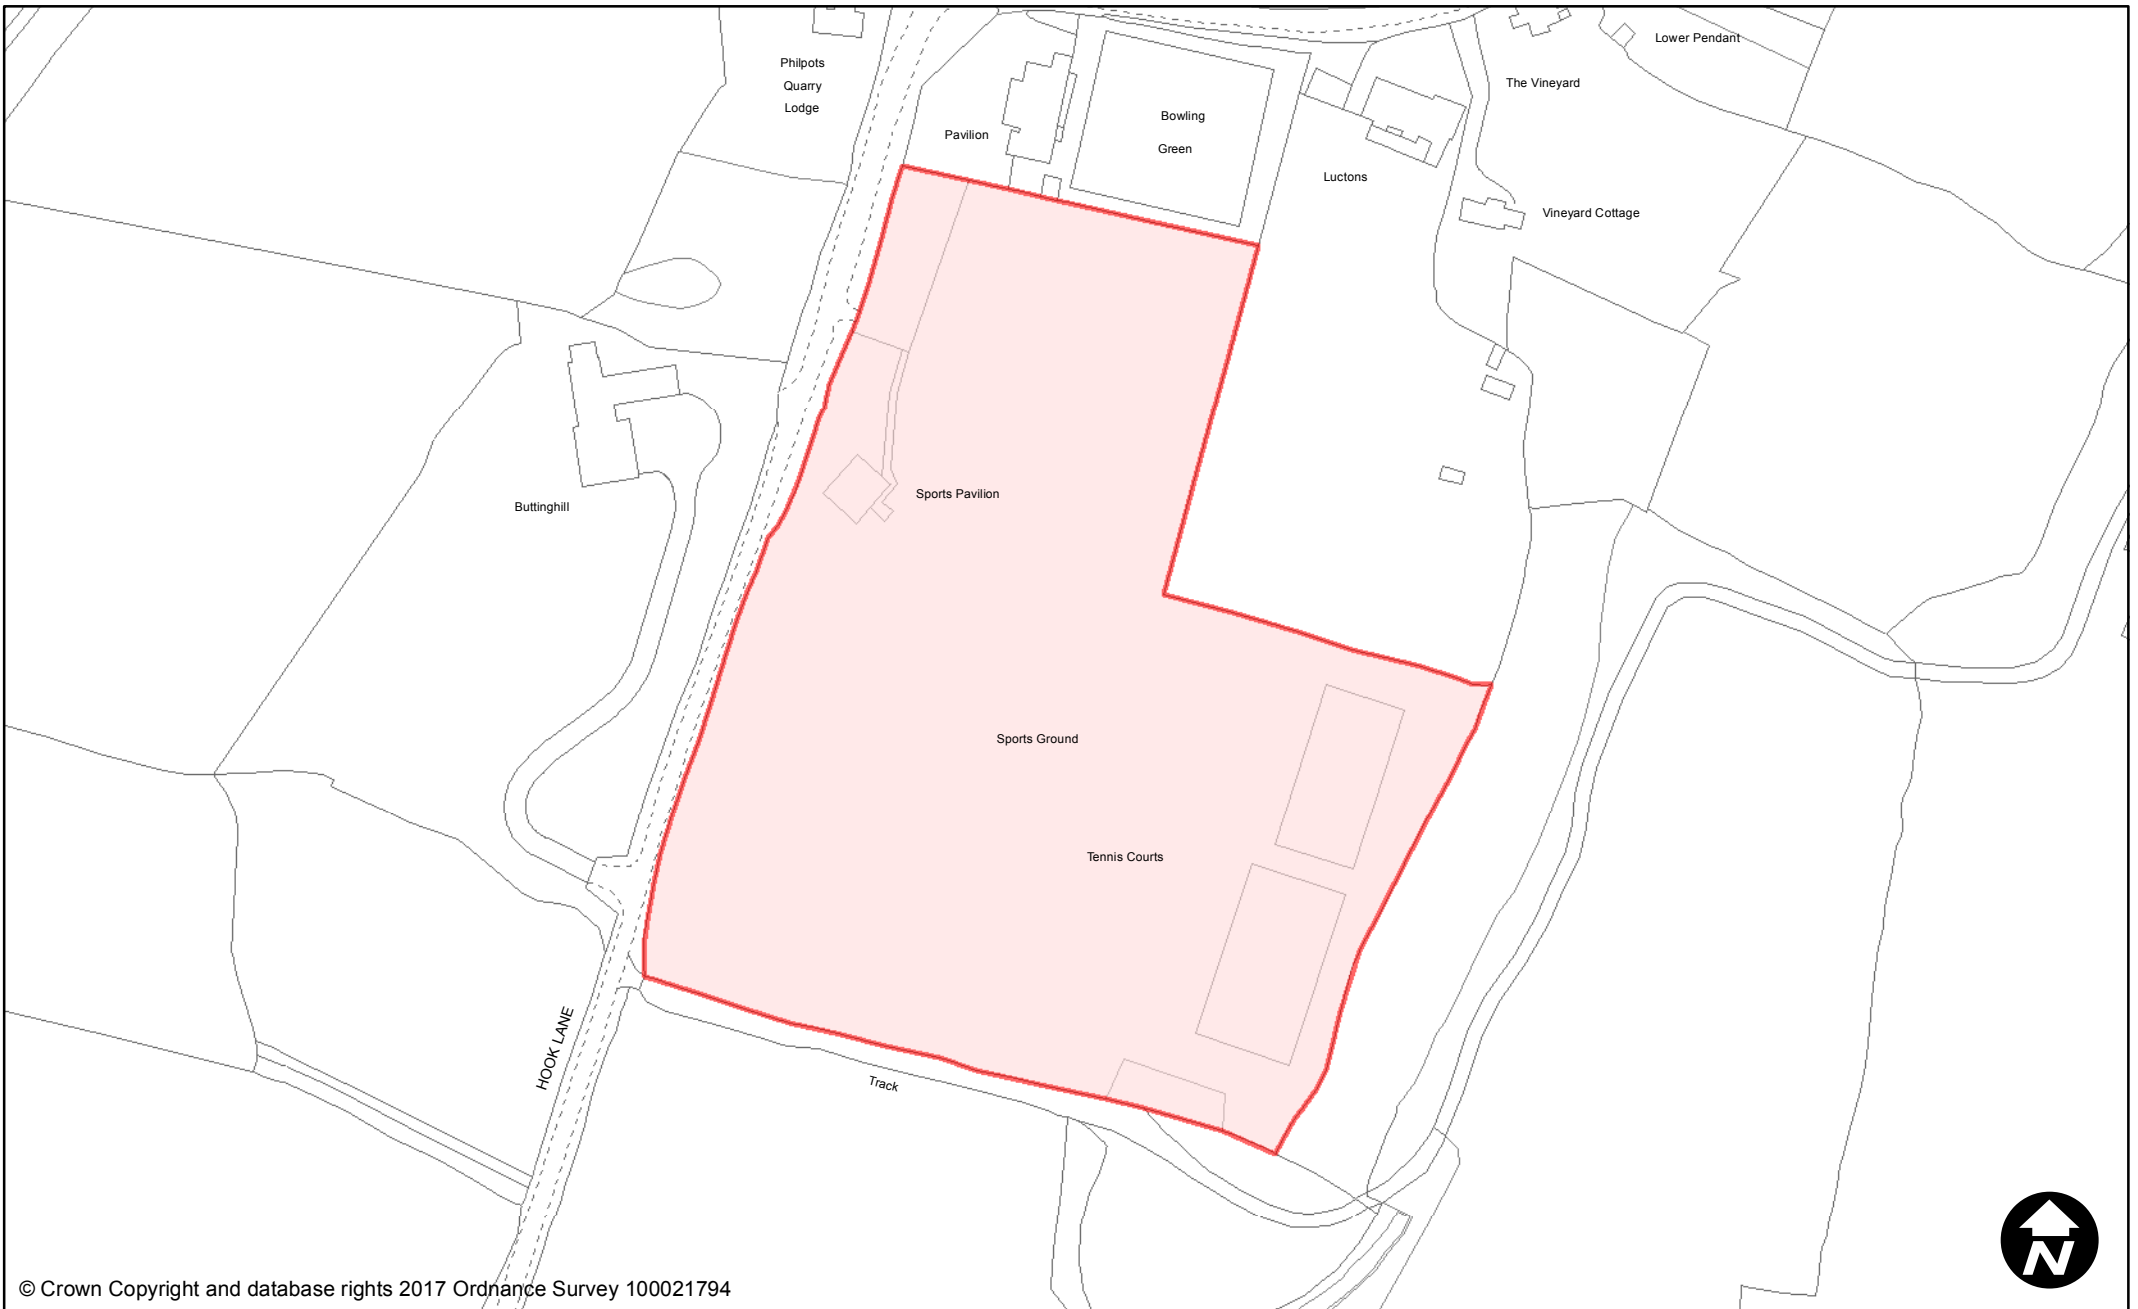 Lower Pendant
Philpots
Quarry
Lodge
The Vineyard
Bowling
Green
Pavilion
Luctons
Vineyard Cottage
Sports Pavilion
Buttinghill
Sports Ground
Tennis Courts
HOOK LANE
Track
N
© Crown Copyright and database rights 2017 Ordnance Survey 100021794